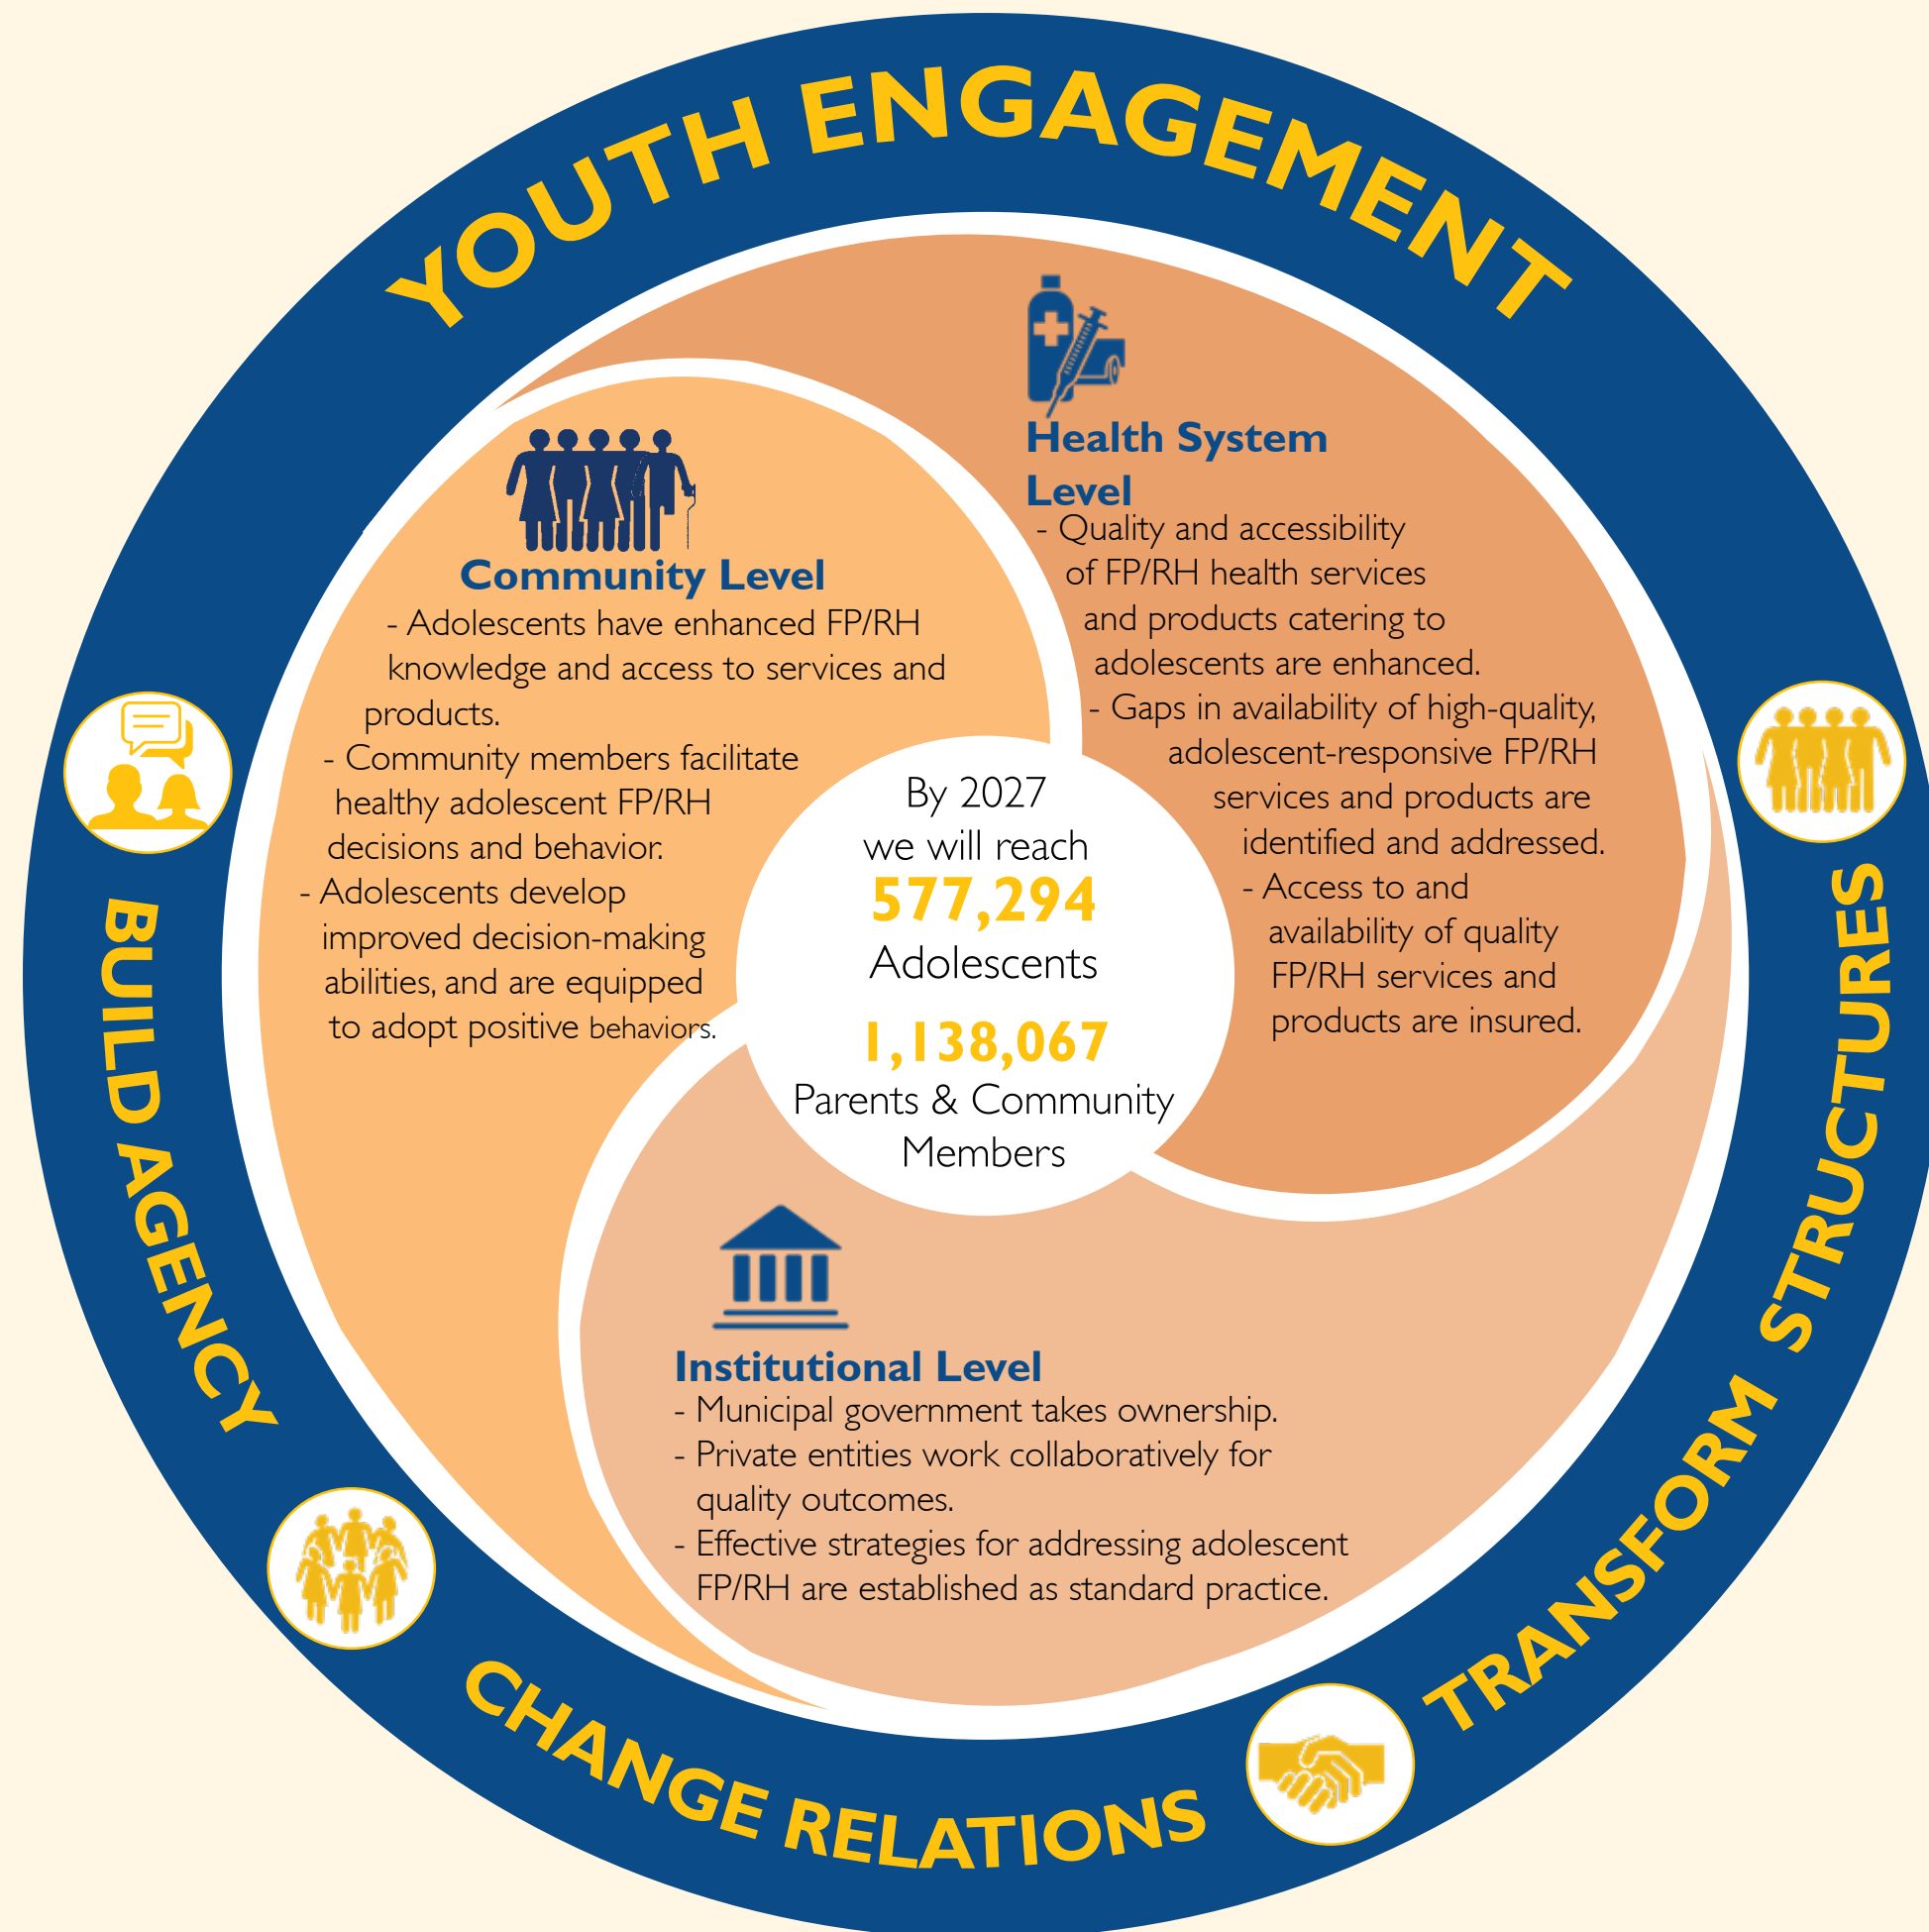 YOUTH ENGAGEMENT
Health System
Level
- Quality and accessibility
of FP/RH health services
and products catering to
adolescents are enhanced.
- Gaps in availability of high-quality,
adolescent-responsive FP/RH
services and products are
identified and addressed.
- Access to and
availability of quality
FP/RH services and
products are insured.
Community Level
- Adolescents have enhanced FP/RH
knowledge and access to services and
products.
- Community members facilitate
healthy adolescent FP/RH
decisions and behavior.
- Adolescents develop
improved decision-making
abilities, and are equipped
to adopt positive behaviors.
By 2027
we will reach
577,294
Adolescents
1,138,067
Parents & Community
Members
Institutional Level
- Municipal government takes ownership.
- Private entities work collaboratively for
quality outcomes.
- Effective strategies for addressing adolescent
FP/RH are established as standard practice.
BUILD AGENCY
CHANGE RELATIONS
TRANSFORM STRUCTURES